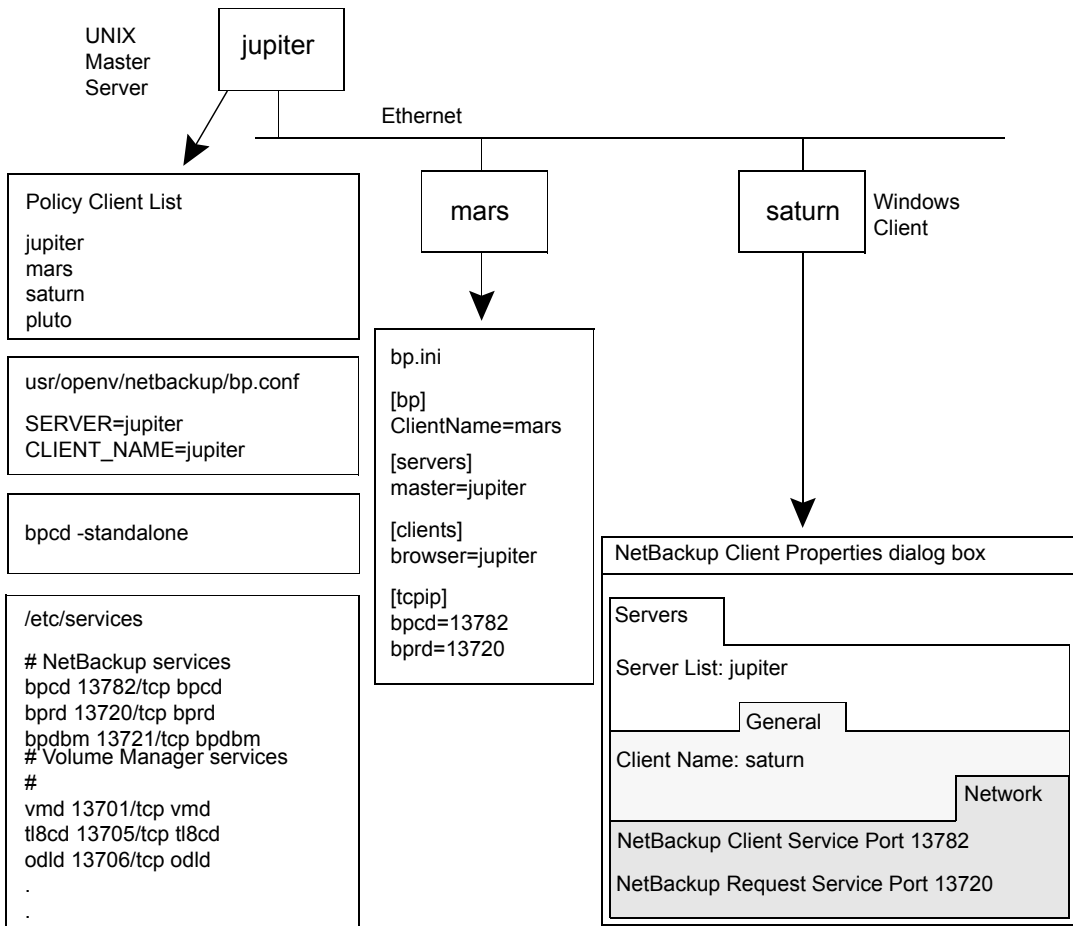 UNIX
Master
Server
jupiter
Ethernet
Policy Client List
jupiter
mars
saturn
pluto
usr/openv/netbackup/bp.conf
SERVER=jupiter
CLIENT_NAME=jupiter
bpcd -standalone
/etc/services
# NetBackup services
bpcd 13782/tcp bpcd
bprd 13720/tcp bprd
bpdbm 13721/tcp bpdbm
# Volume Manager services
#
vmd 13701/tcp vmd
tl8cd 13705/tcp tl8cd
odld 13706/tcp odld
.
.
mars
bp.ini
[bp]
ClientName=mars
[servers]
master=jupiter
[clients]
browser=jupiter
[tcpip]
bpcd=13782
bprd=13720
saturn
Windows
Client
NetBackup Client Properties dialog box
Servers
Server List: jupiter
General
Client Name: saturn
Network
NetBackup Client Service Port 13782
NetBackup Request Service Port 13720